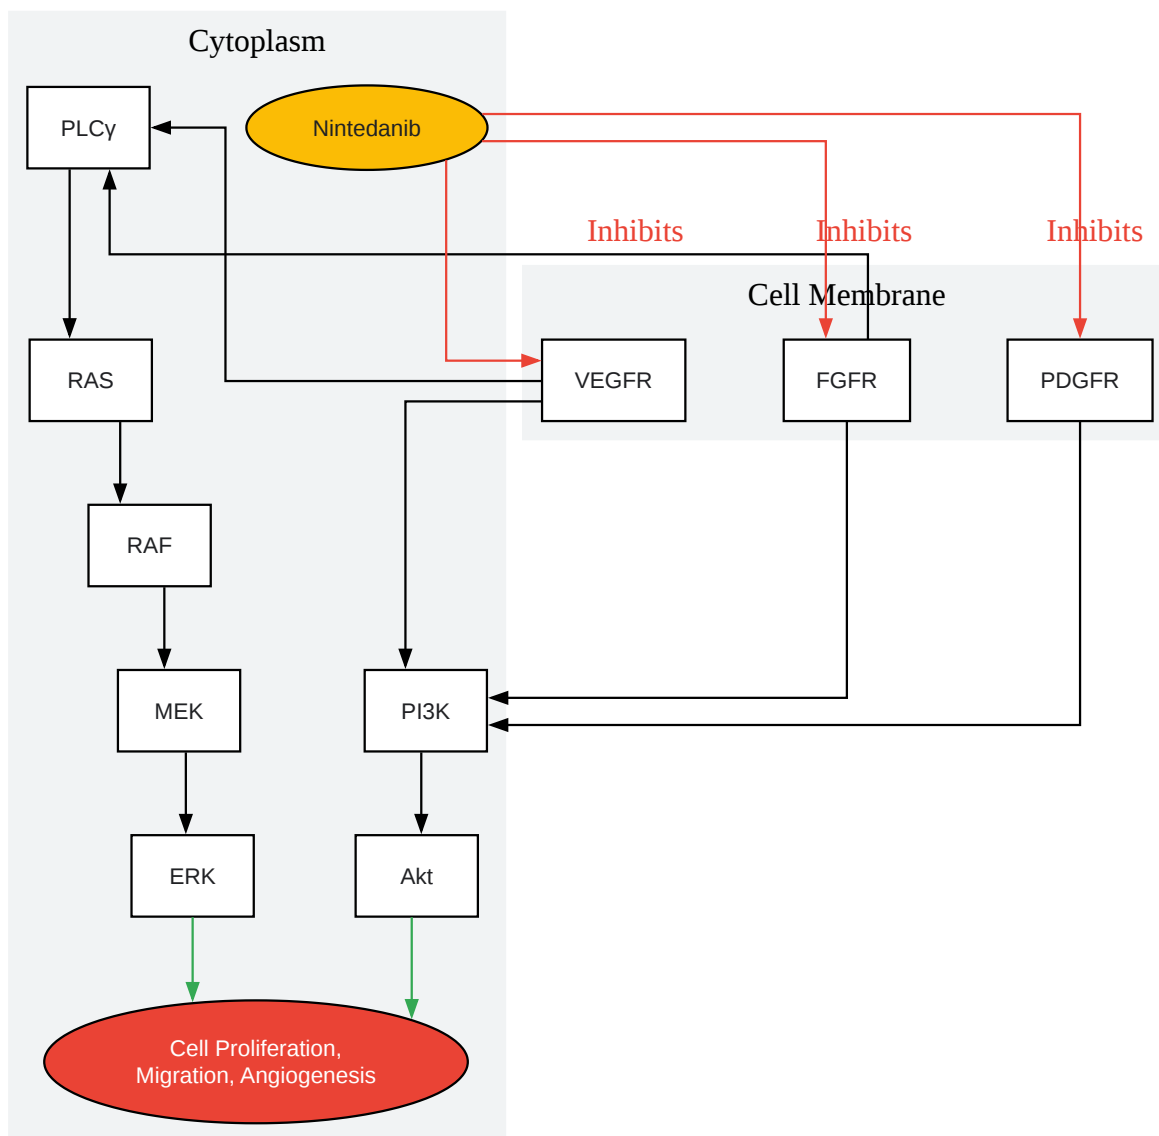 Cytoplasm
PLCγ
Nintedanib
Inhibits
Inhibits
Inhibits
Cell Membrane
RAS
VEGFR
FGFR
PDGFR
RAF
MEK
PI3K
ERK
Akt
Cell Proliferation,
Migration, Angiogenesis